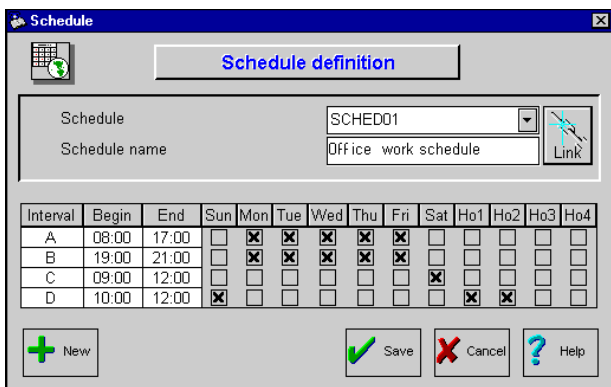 Schedule
Schedule definition
Schedule SCHED01
Schedule name Office work schedule
Link
Interval Begin End Sun Mon Tue Wed Thu Fri Sat Ho1 Ho2 Ho3 Ho4
A 08:00 17:00
B 19:00 21:00
C 09:00 12:00
D 10:00 12:00
New Save Cancel ? Help